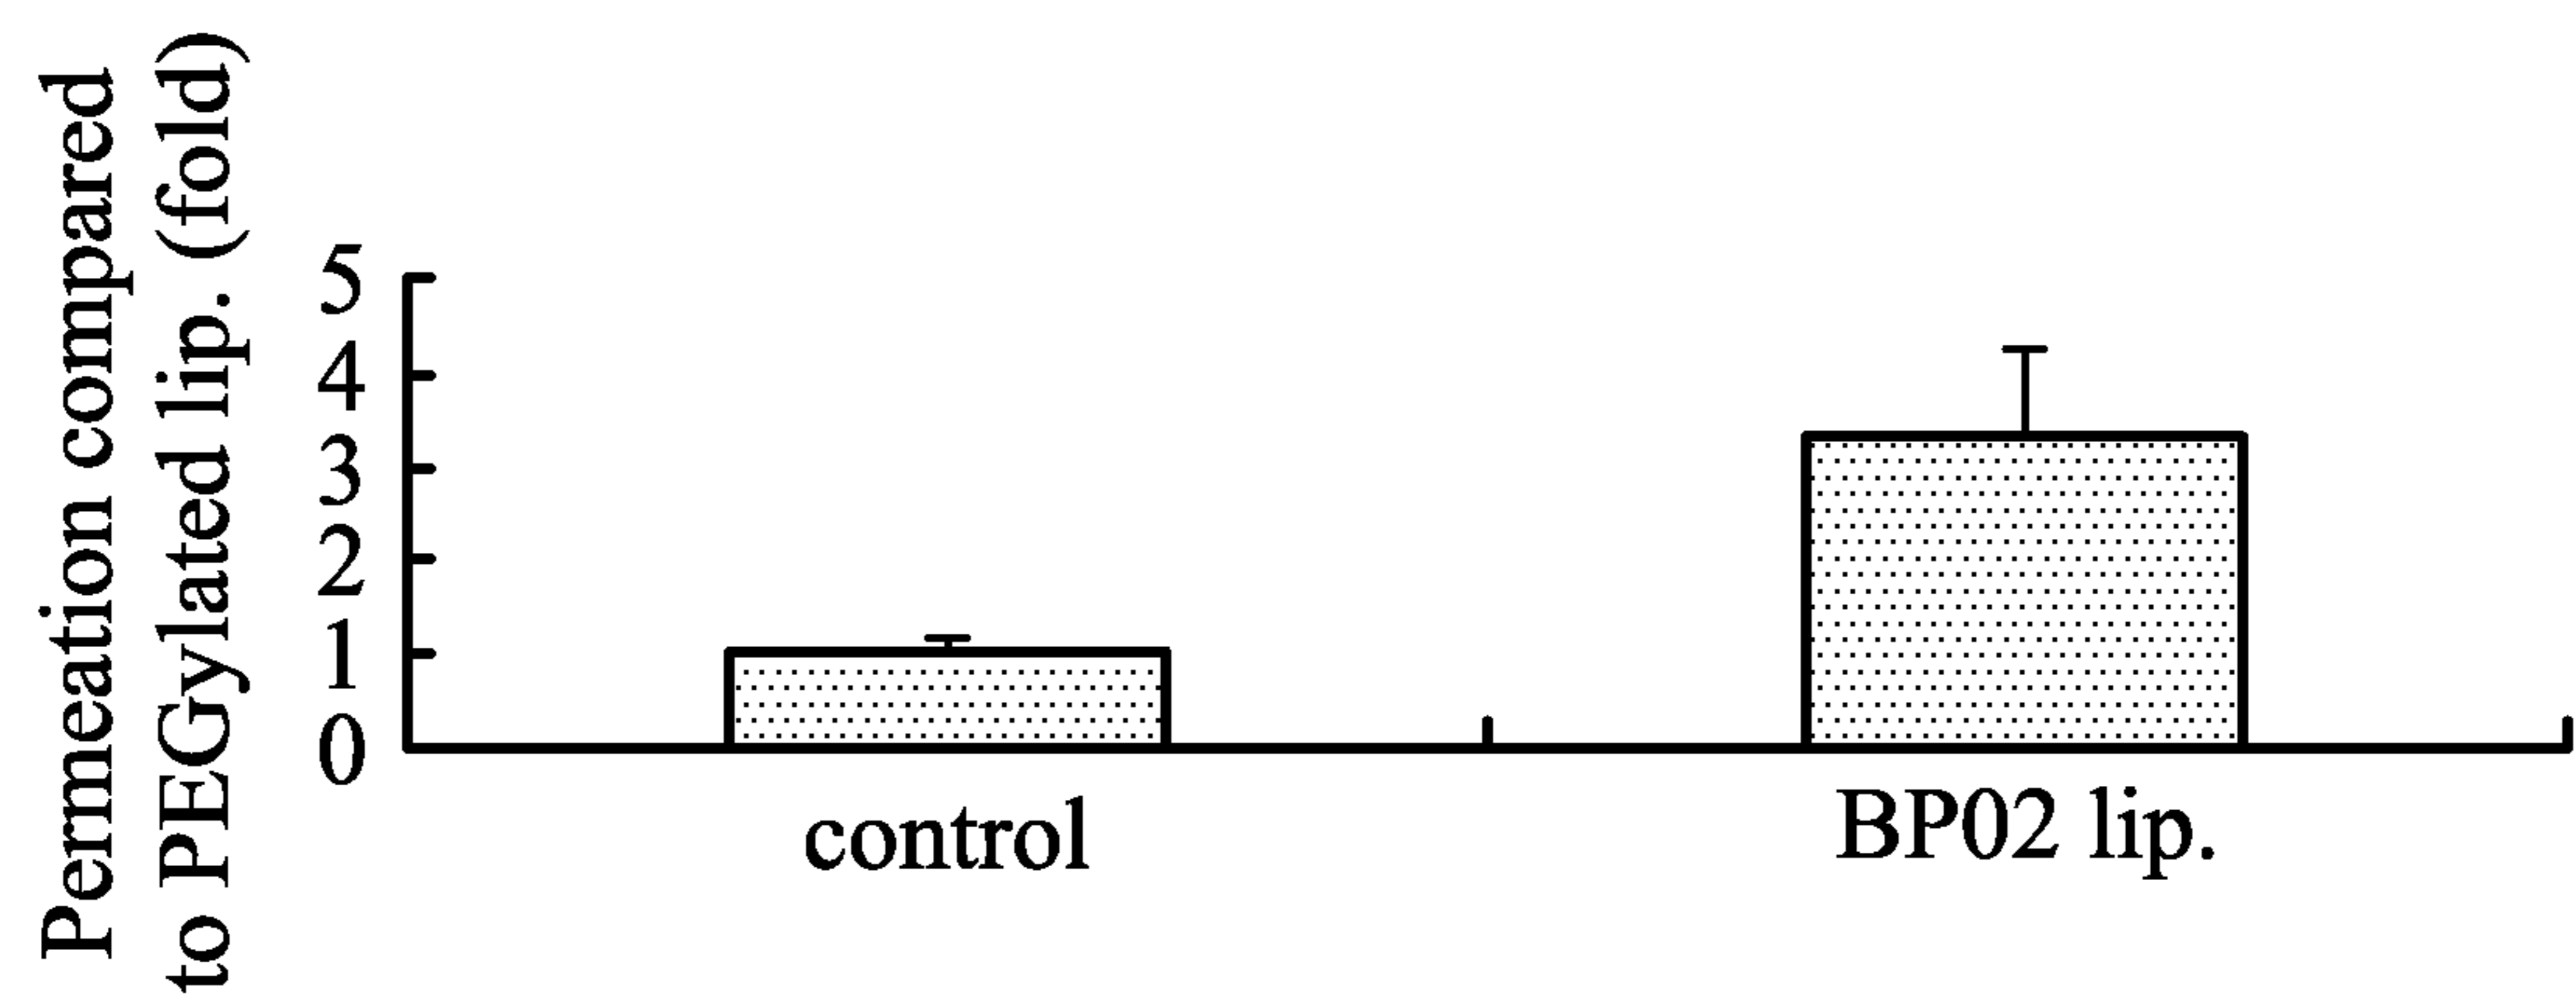 Permeation compared
to PEGylated lip. (fold)
5
4
3
2
1
0
control
BP02 lip.